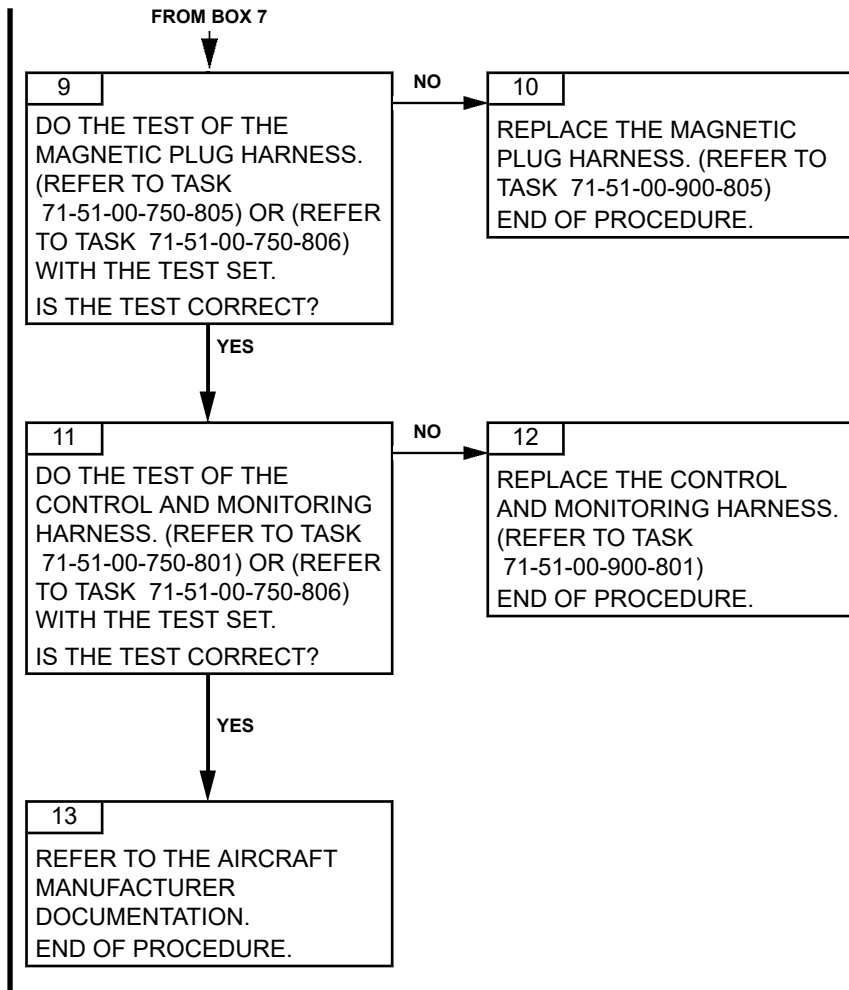 FROM BOX 7
9
DO THE TEST OF THE
MAGNETIC PLUG HARNESS.
(REFER TO TASK
71-51-00-750-805) OR (REFER
TO TASK 71-51-00-750-806)
WITH THE TEST SET.
IS THE TEST CORRECT?
NO
10
REPLACE THE MAGNETIC
PLUG HARNESS. (REFER TO
TASK 71-51-00-900-805)
END OF PROCEDURE.
YES
11
DO THE TEST OF THE
CONTROL AND MONITORING
HARNESS. (REFER TO TASK
71-51-00-750-801) OR (REFER
TO TASK 71-51-00-750-806)
WITH THE TEST SET.
IS THE TEST CORRECT?
NO
12
REPLACE THE CONTROL
AND MONITORING HARNESS.
(REFER TO TASK
71-51-00-900-801)
END OF PROCEDURE.
YES
13
REFER TO THE AIRCRAFT
MANUFACTURER
DOCUMENTATION.
END OF PROCEDURE.